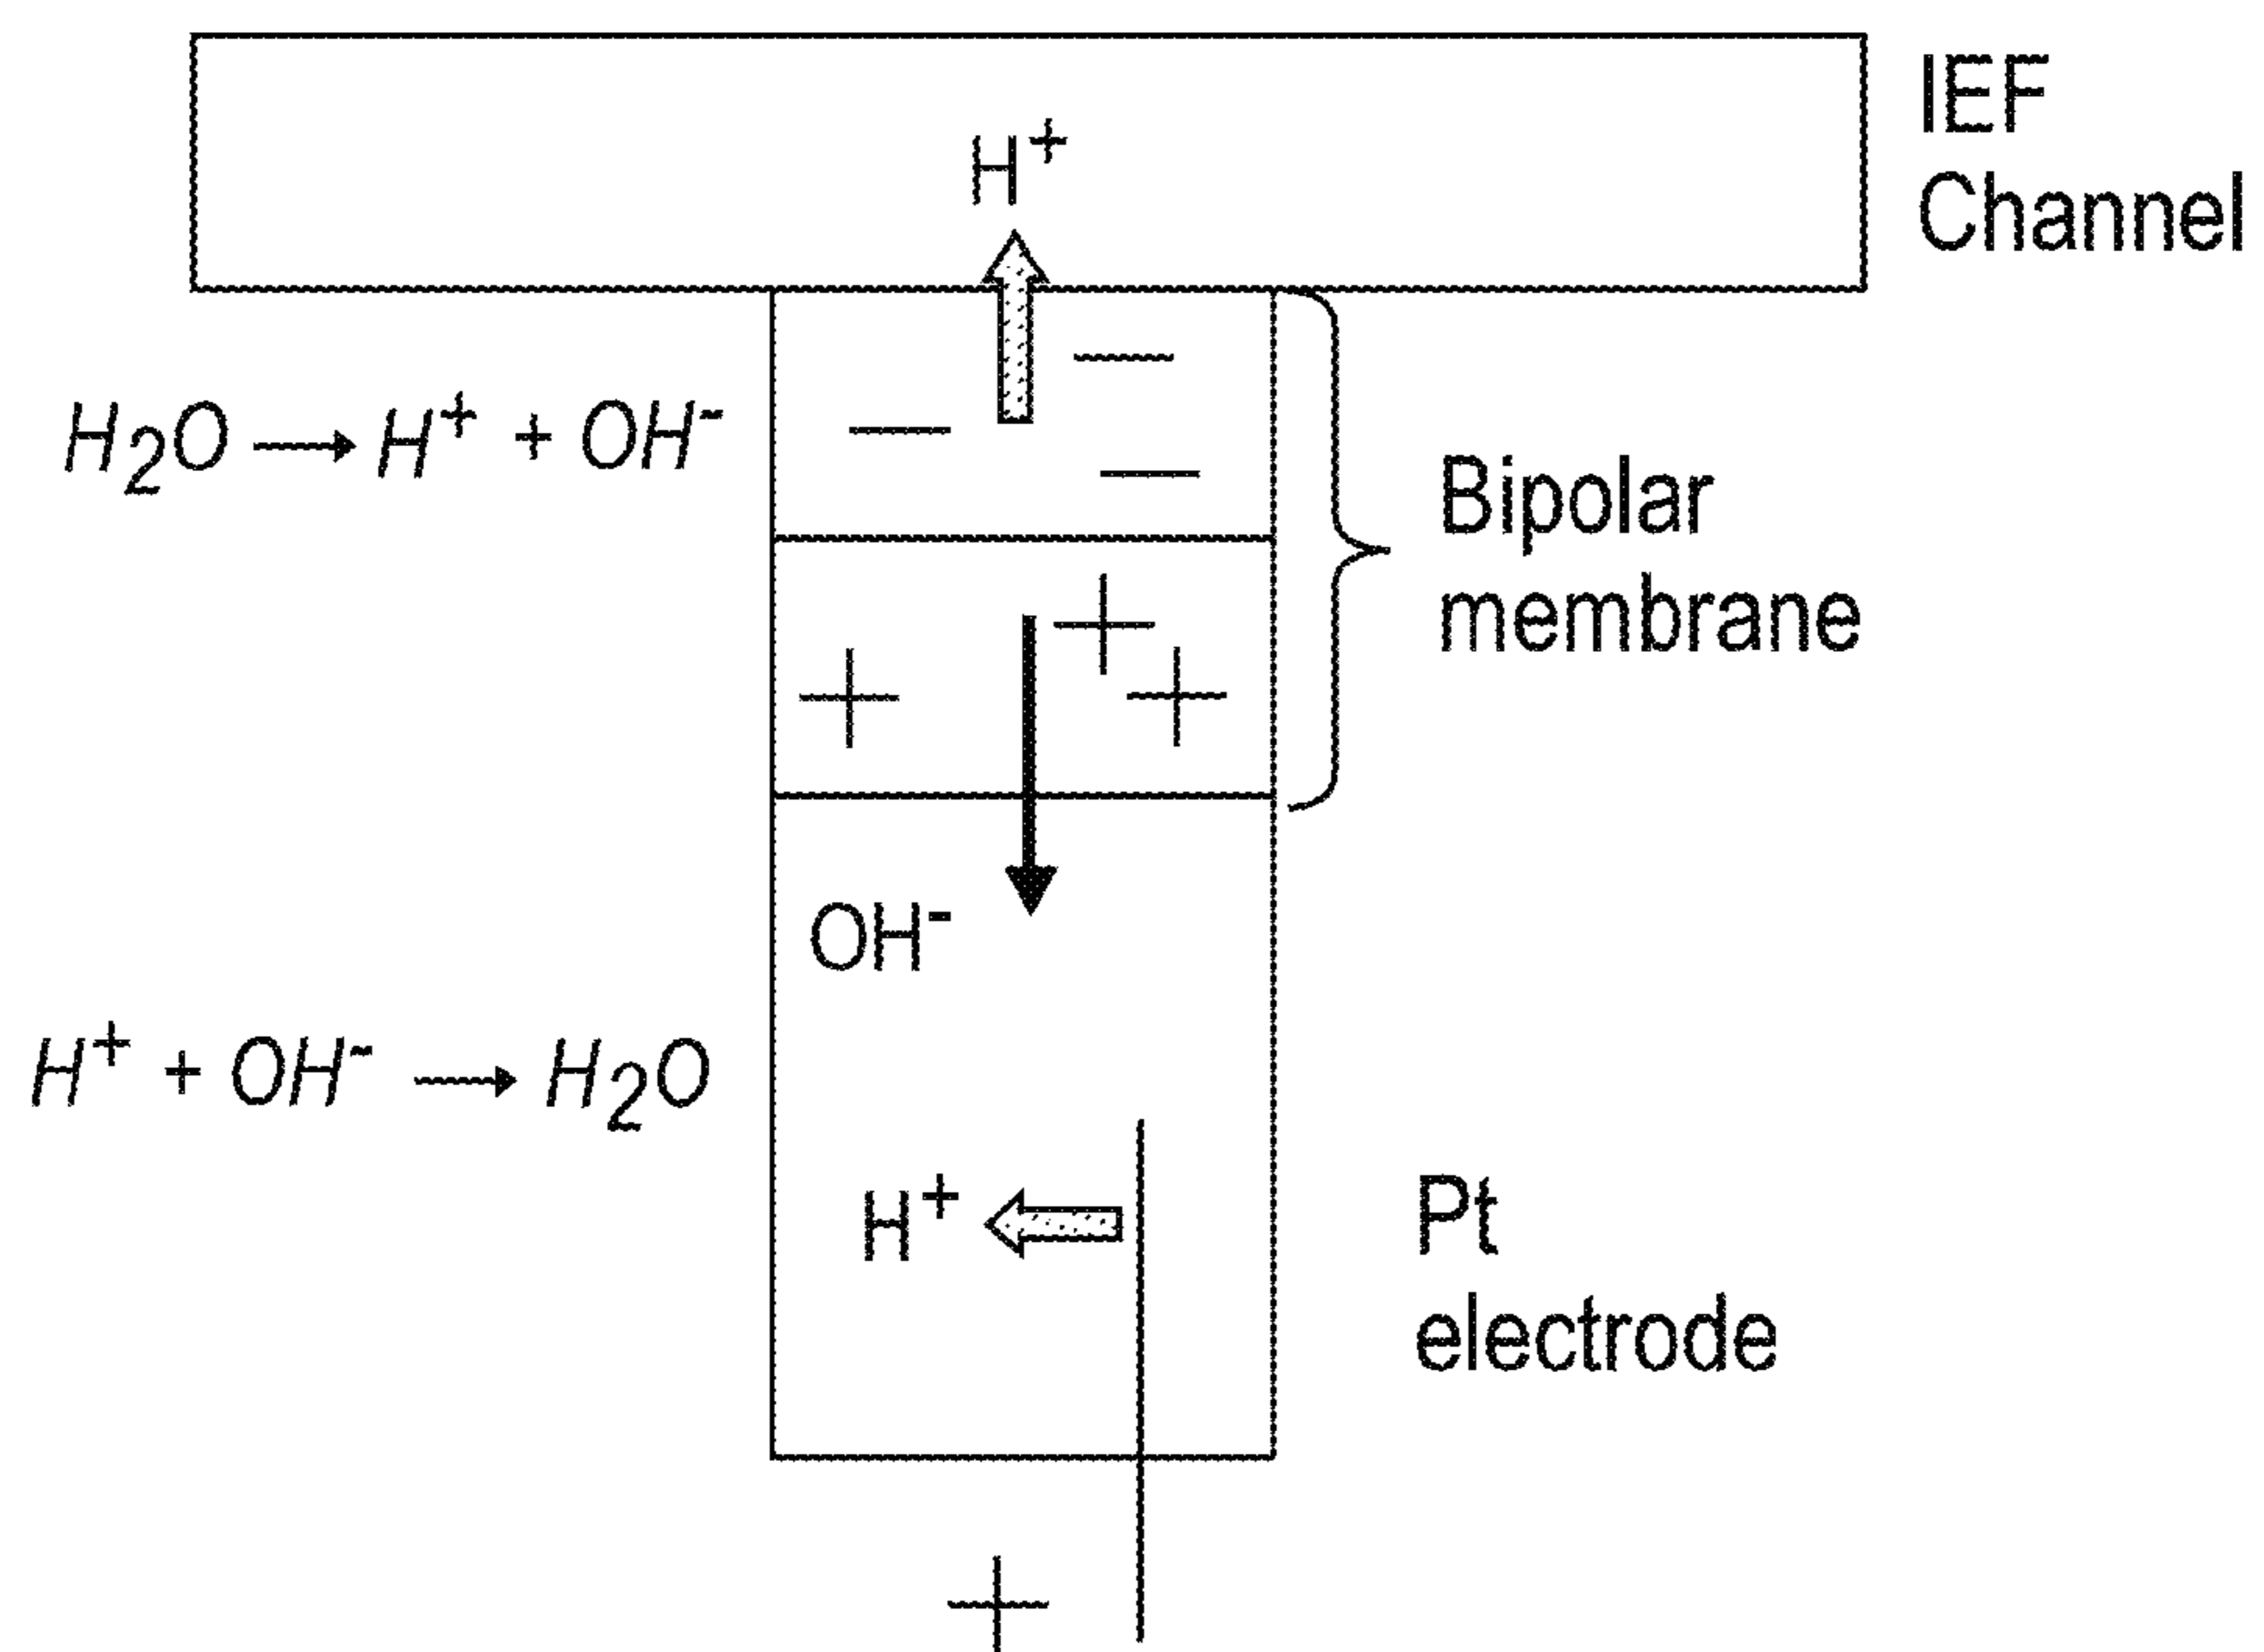 IEF
Channel
H⁺
H₂O → H⁺ + OH⁻
— — —
Bipolar
membrane
+ + +
OH⁻
H⁺ + OH⁻ → H₂O
H⁺
Pt
electrode
+